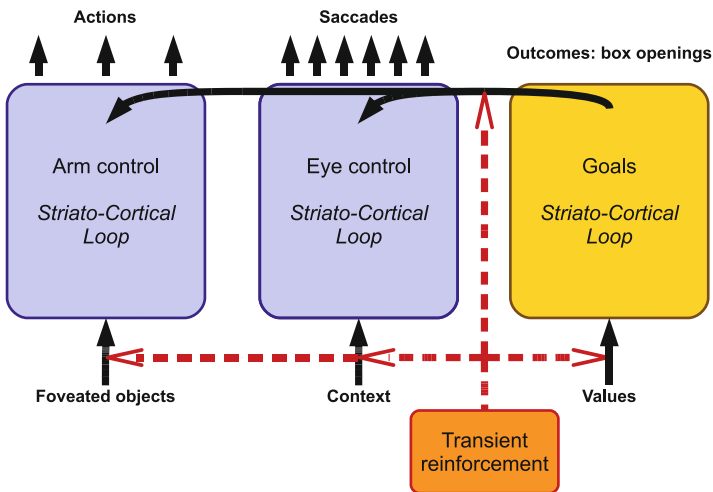 Actions
Saccades
Outcomes: box openings
Arm control
Striato-Cortical
Loop
Eye control
Striato-Cortical
Loop
Goals
Striato-Cortical
Loop
Foveated objects
Context
Values
Transient
reinforcement